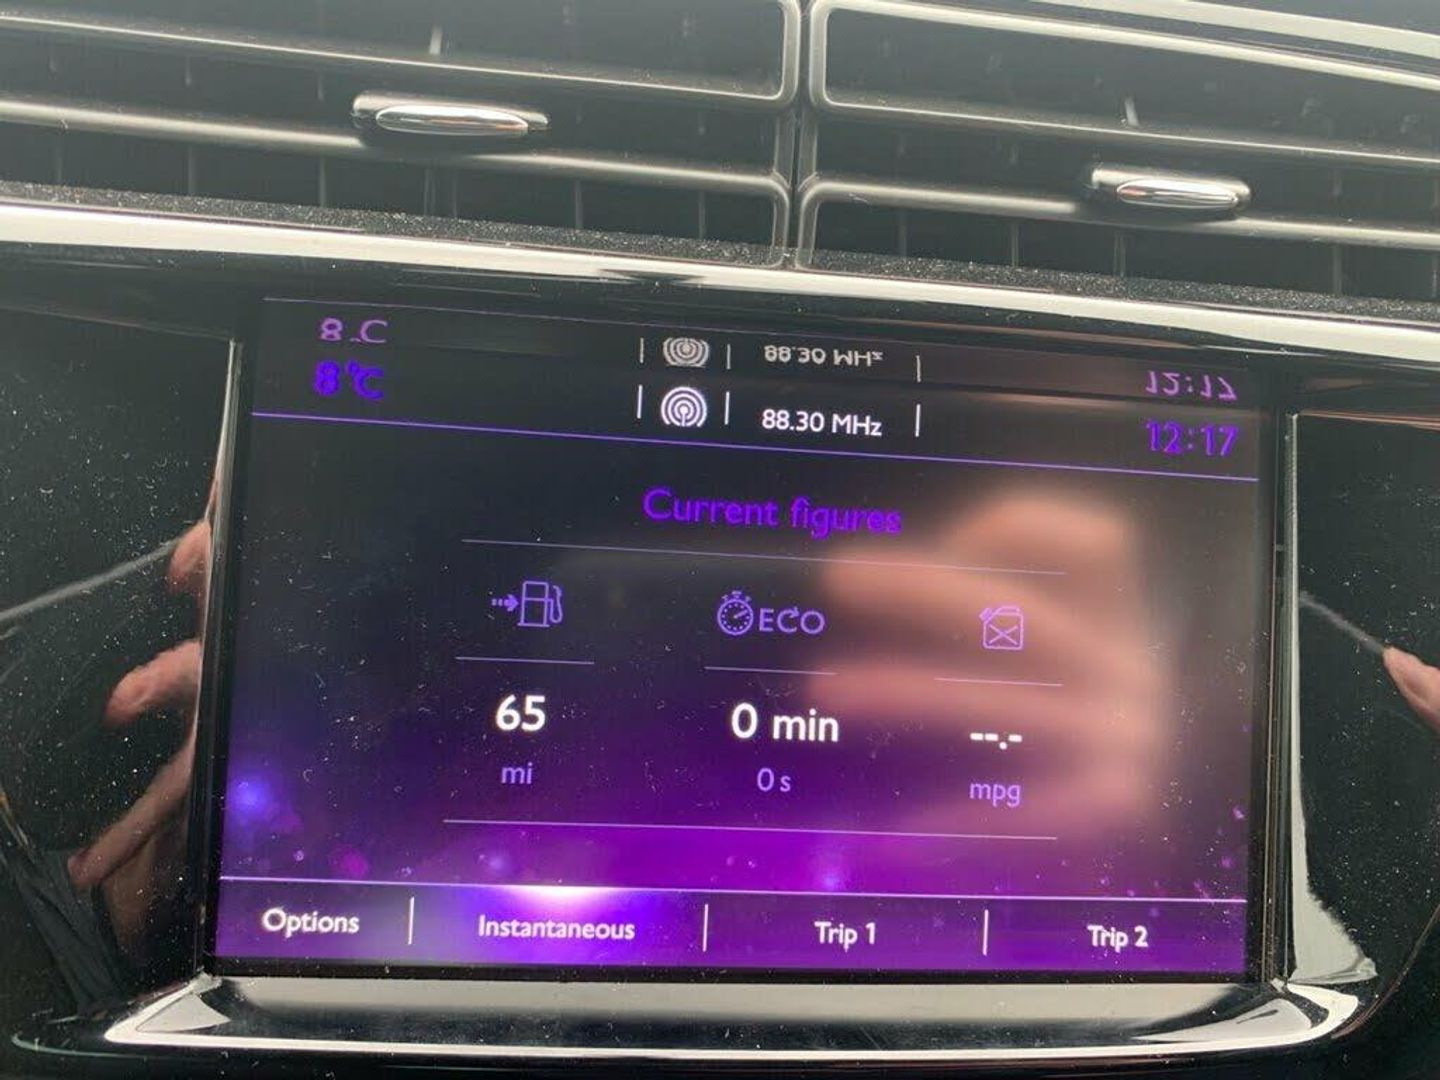 8°C 88.30 MHz 12:17
Current figures
ECO
65 0 min --.-
mi 0 s mpg
Options Instantaneous Trip 1 Trip 2